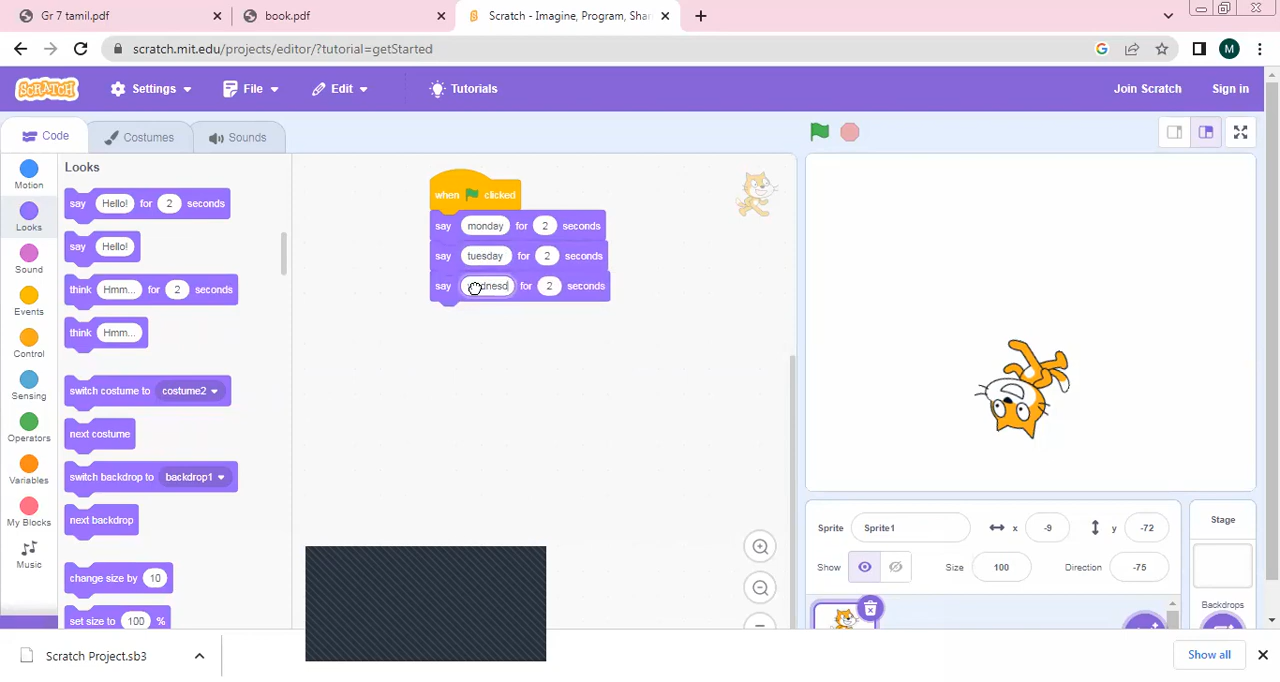 Gr 7 tamil.pdf
book.pdf
Scratch - Imagine, Program, Sha
scratch.mit.edu/projects/editor/?tutorial=getStarted
M
SCRATCH
Settings
File
Edit
Tutorials
Join Scratch
Sign in
Code
Costumes
Sounds
Motion
Looks
Sound
Events
Control
Sensing
Operators
Variables
My Blocks
Music
Looks
say Hello! for 2 seconds
say Hello!
think Hmm... for 2 seconds
think Hmm...
switch costume to costume2
next costume
switch backdrop to backdrop1
next backdrop
change size by 10
set size to 100 %
when clicked
say monday for 2 seconds
say tuesday for 2 seconds
say for 2 seconds
Sprite Sprite1
x -9
y -72
Show
Size 100
Direction -75
Stage
Backdrops
Scratch Project.sb3
Show all